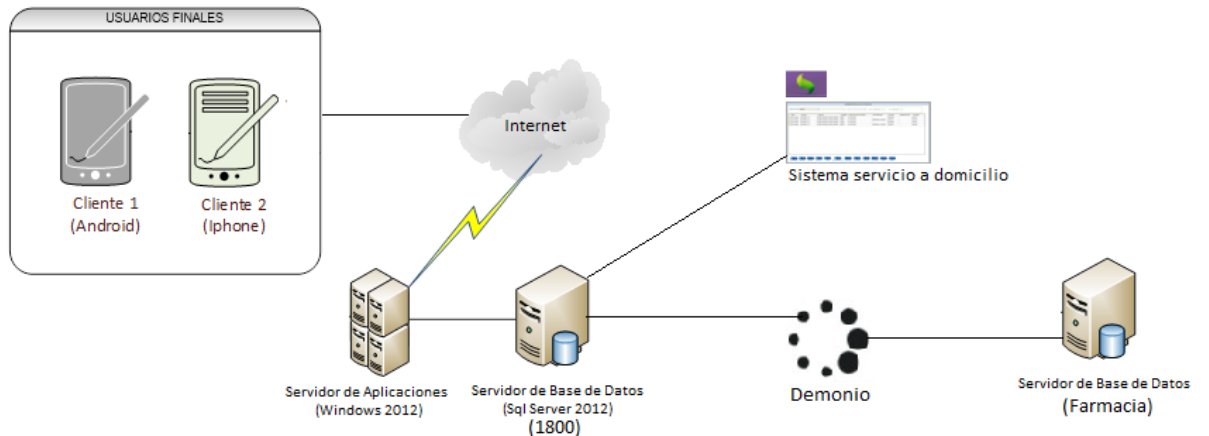 USUARIOS FINALES
Cliente 1
(Android)
Cliente 2
(Iphone)
Internet
Sistema servicio a domicilio
Servidor de Aplicaciones
(Windows 2012)
Servidor de Base de Datos
(Sql Server 2012)
(1800)
Demonio
Servidor de Base de Datos
(Farmacia)